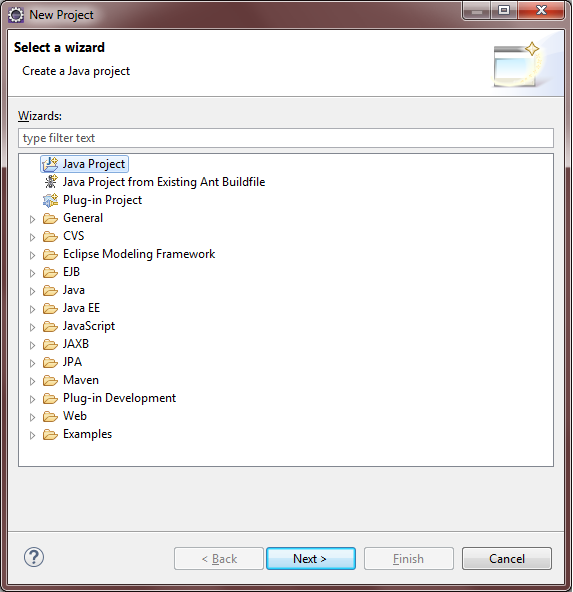 New Project
Select a wizard
Create a Java project
Wizards:
type filter text
Java Project
Java Project from Existing Ant Buildfile
Plug-in Project
General
CVS
Eclipse Modeling Framework
EJB
Java
Java EE
JavaScript
JAXB
JPA
Maven
Plug-in Development
Web
Examples
? < Back Next > Finish Cancel